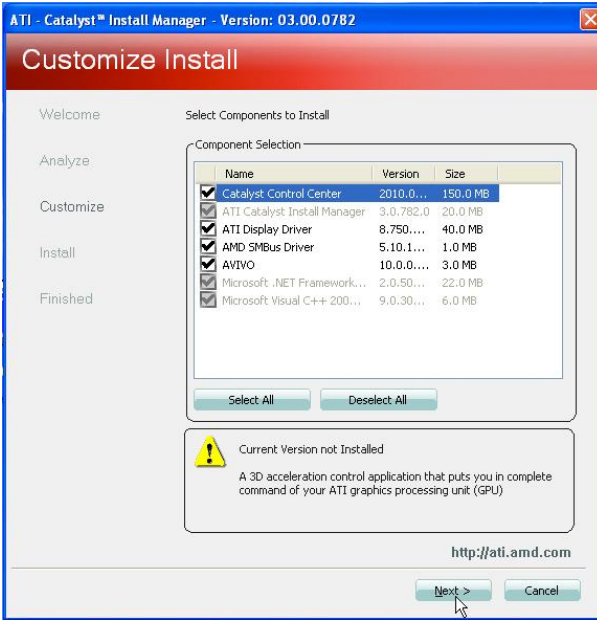 ATI - Catalyst™ Install Manager - Version: 03.00.0782
Customize Install
Welcome
Analyze
Customize
Install
Finished
Select Components to Install
Component Selection
Name Version Size
Catalyst Control Center 2010.0... 150.0 MB
ATI Catalyst Install Manager 3.0.782.0 20.0 MB
ATI Display Driver 8.750.... 40.0 MB
AMD SMBus Driver 5.10.1... 1.0 MB
AVIVO 10.0.0.... 3.0 MB
Microsoft .NET Framework... 2.0.50... 22.0 MB
Microsoft Visual C++ 200... 9.0.30... 6.0 MB
Select All Deselect All
Current Version not Installed
A 3D acceleration control application that puts you in complete
command of your ATI graphics processing unit (GPU)
http://ati.amd.com
Next > Cancel